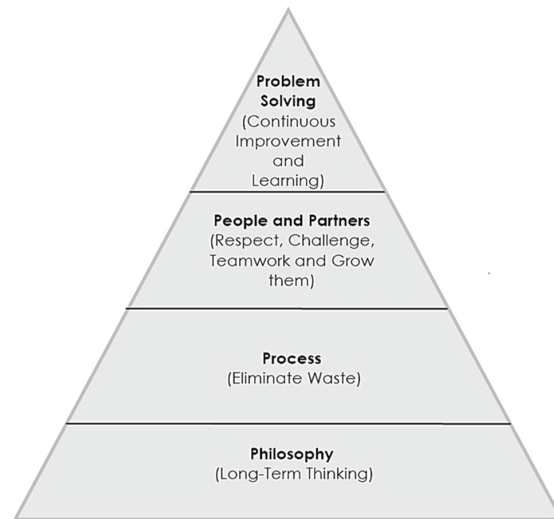 Problem
Solving
(Continuous
Improvement
and
Learning)
People and Partners
(Respect, Challenge,
Teamwork and Grow
them)
Process
(Eliminate Waste)
Philosophy
(Long-Term Thinking)